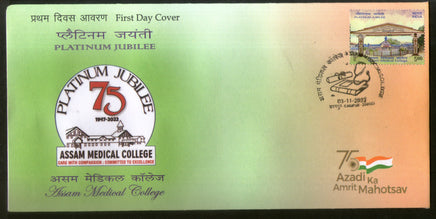 प्रथम दिवस आवरण First Day Cover
प्लैटिनम जयंती
PLATINUM JUBILEE
PLATINUM JUBILEE
75
1947-2022
ASSAM MEDICAL COLLEGE
CARE WITH COMPASSION : COMMITTED TO EXCELLENCE
असम मेडिकल कॉलेज
Assam Medical College
INDIA
03-11-2022
75
Azadi Ka
Amrit Mahotsav